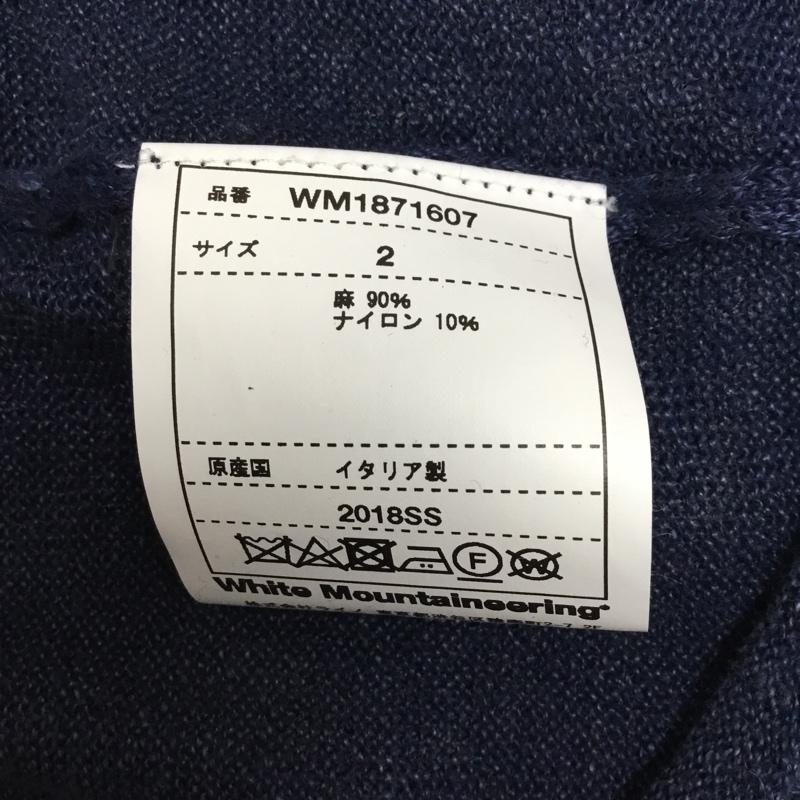 品番 WM1871607
サイズ 2
麻 90%
ナイロン 10%
原産国 イタリア製
2018SS
F W
White Mountaineering